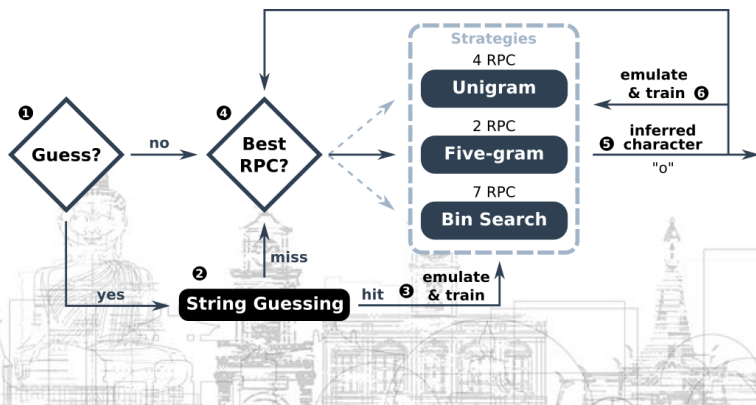 Strategies
4 RPC
Unigram
2 RPC
Five-gram
7 RPC
Bin Search
❶
Guess?
no
yes
❷
String Guessing
miss
hit
❸
emulate
& train
❹
Best
RPC?
❺
inferred
character
"o"
emulate
& train ❻